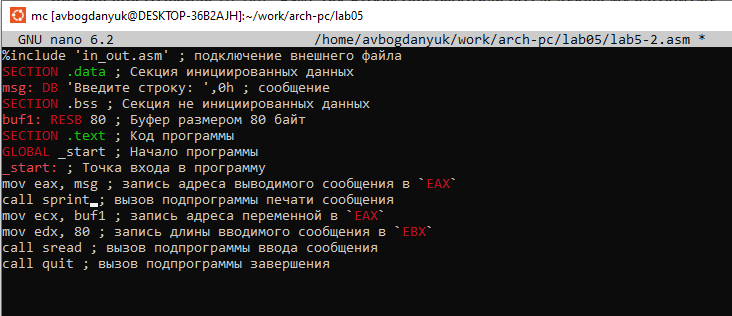 mc [avbogdanyuk@DESKTOP-36B2AJH]:~/work/arch-pc/lab05
GNU nano 6.2 /home/avbogdanyuk/work/arch-pc/lab05/lab5-2.asm *
%include 'in_out.asm' ; подключение внешнего файла
SECTION .data ; Секция инициированных данных
msg: DB 'Введите строку: ',0h ; сообщение
SECTION .bss ; Секция не инициированных данных
buf1: RESB 80 ; Буфер размером 80 байт
SECTION .text ; Код программы
GLOBAL _start ; Начало программы
_start: ; Точка входа в программу
mov eax, msg ; запись адреса выводимого сообщения в `EAX`
call sprint ; вызов подпрограммы печати сообщения
mov ecx, buf1 ; запись адреса переменной в `EAX`
mov edx, 80 ; запись длины вводимого сообщения в `EBX`
call sread ; вызов подпрограммы ввода сообщения
call quit ; вызов подпрограммы завершения